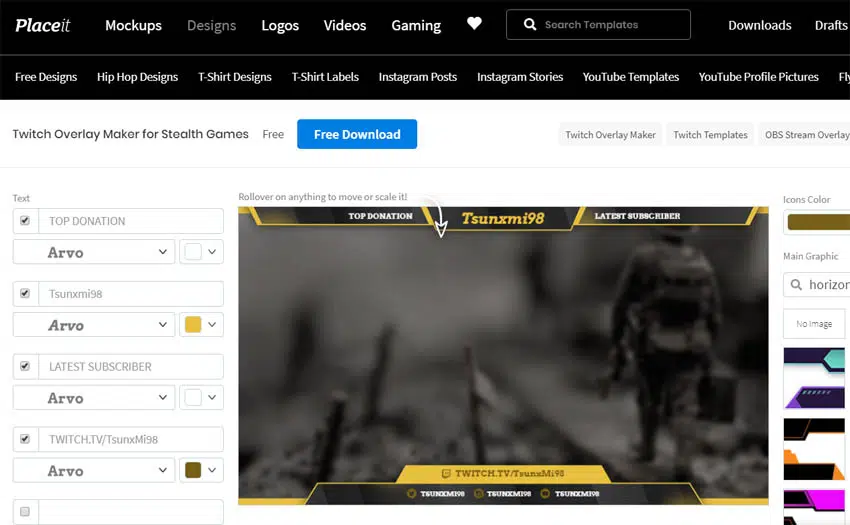 Placeit Mockups Designs Logos Videos Gaming Search Templates Downloads Drafts
Free Designs Hip Hop Designs T-Shirt Designs T-Shirt Labels Instagram Posts Instagram Stories YouTube Templates YouTube Profile Pictures Fly
Twitch Overlay Maker for Stealth Games Free Free Download Twitch Overlay Maker Twitch Templates OBS Stream Overlay
Text
Rollover on anything to move or scale it!
Icons Color
TOP DONATION
Arvo
Tsunxmi98
Arvo
LATEST SUBSCRIBER
Arvo
TWITCH.TV/TsunxMi98
Arvo
TOP DONATION Tsunxmi98 LATEST SUBSCRIBER
TWITCH.TV/TsunxMi98
TSUNXMI98 TSUNXMI98 TSUNXMI98
Main Graphic
horizon
No Image